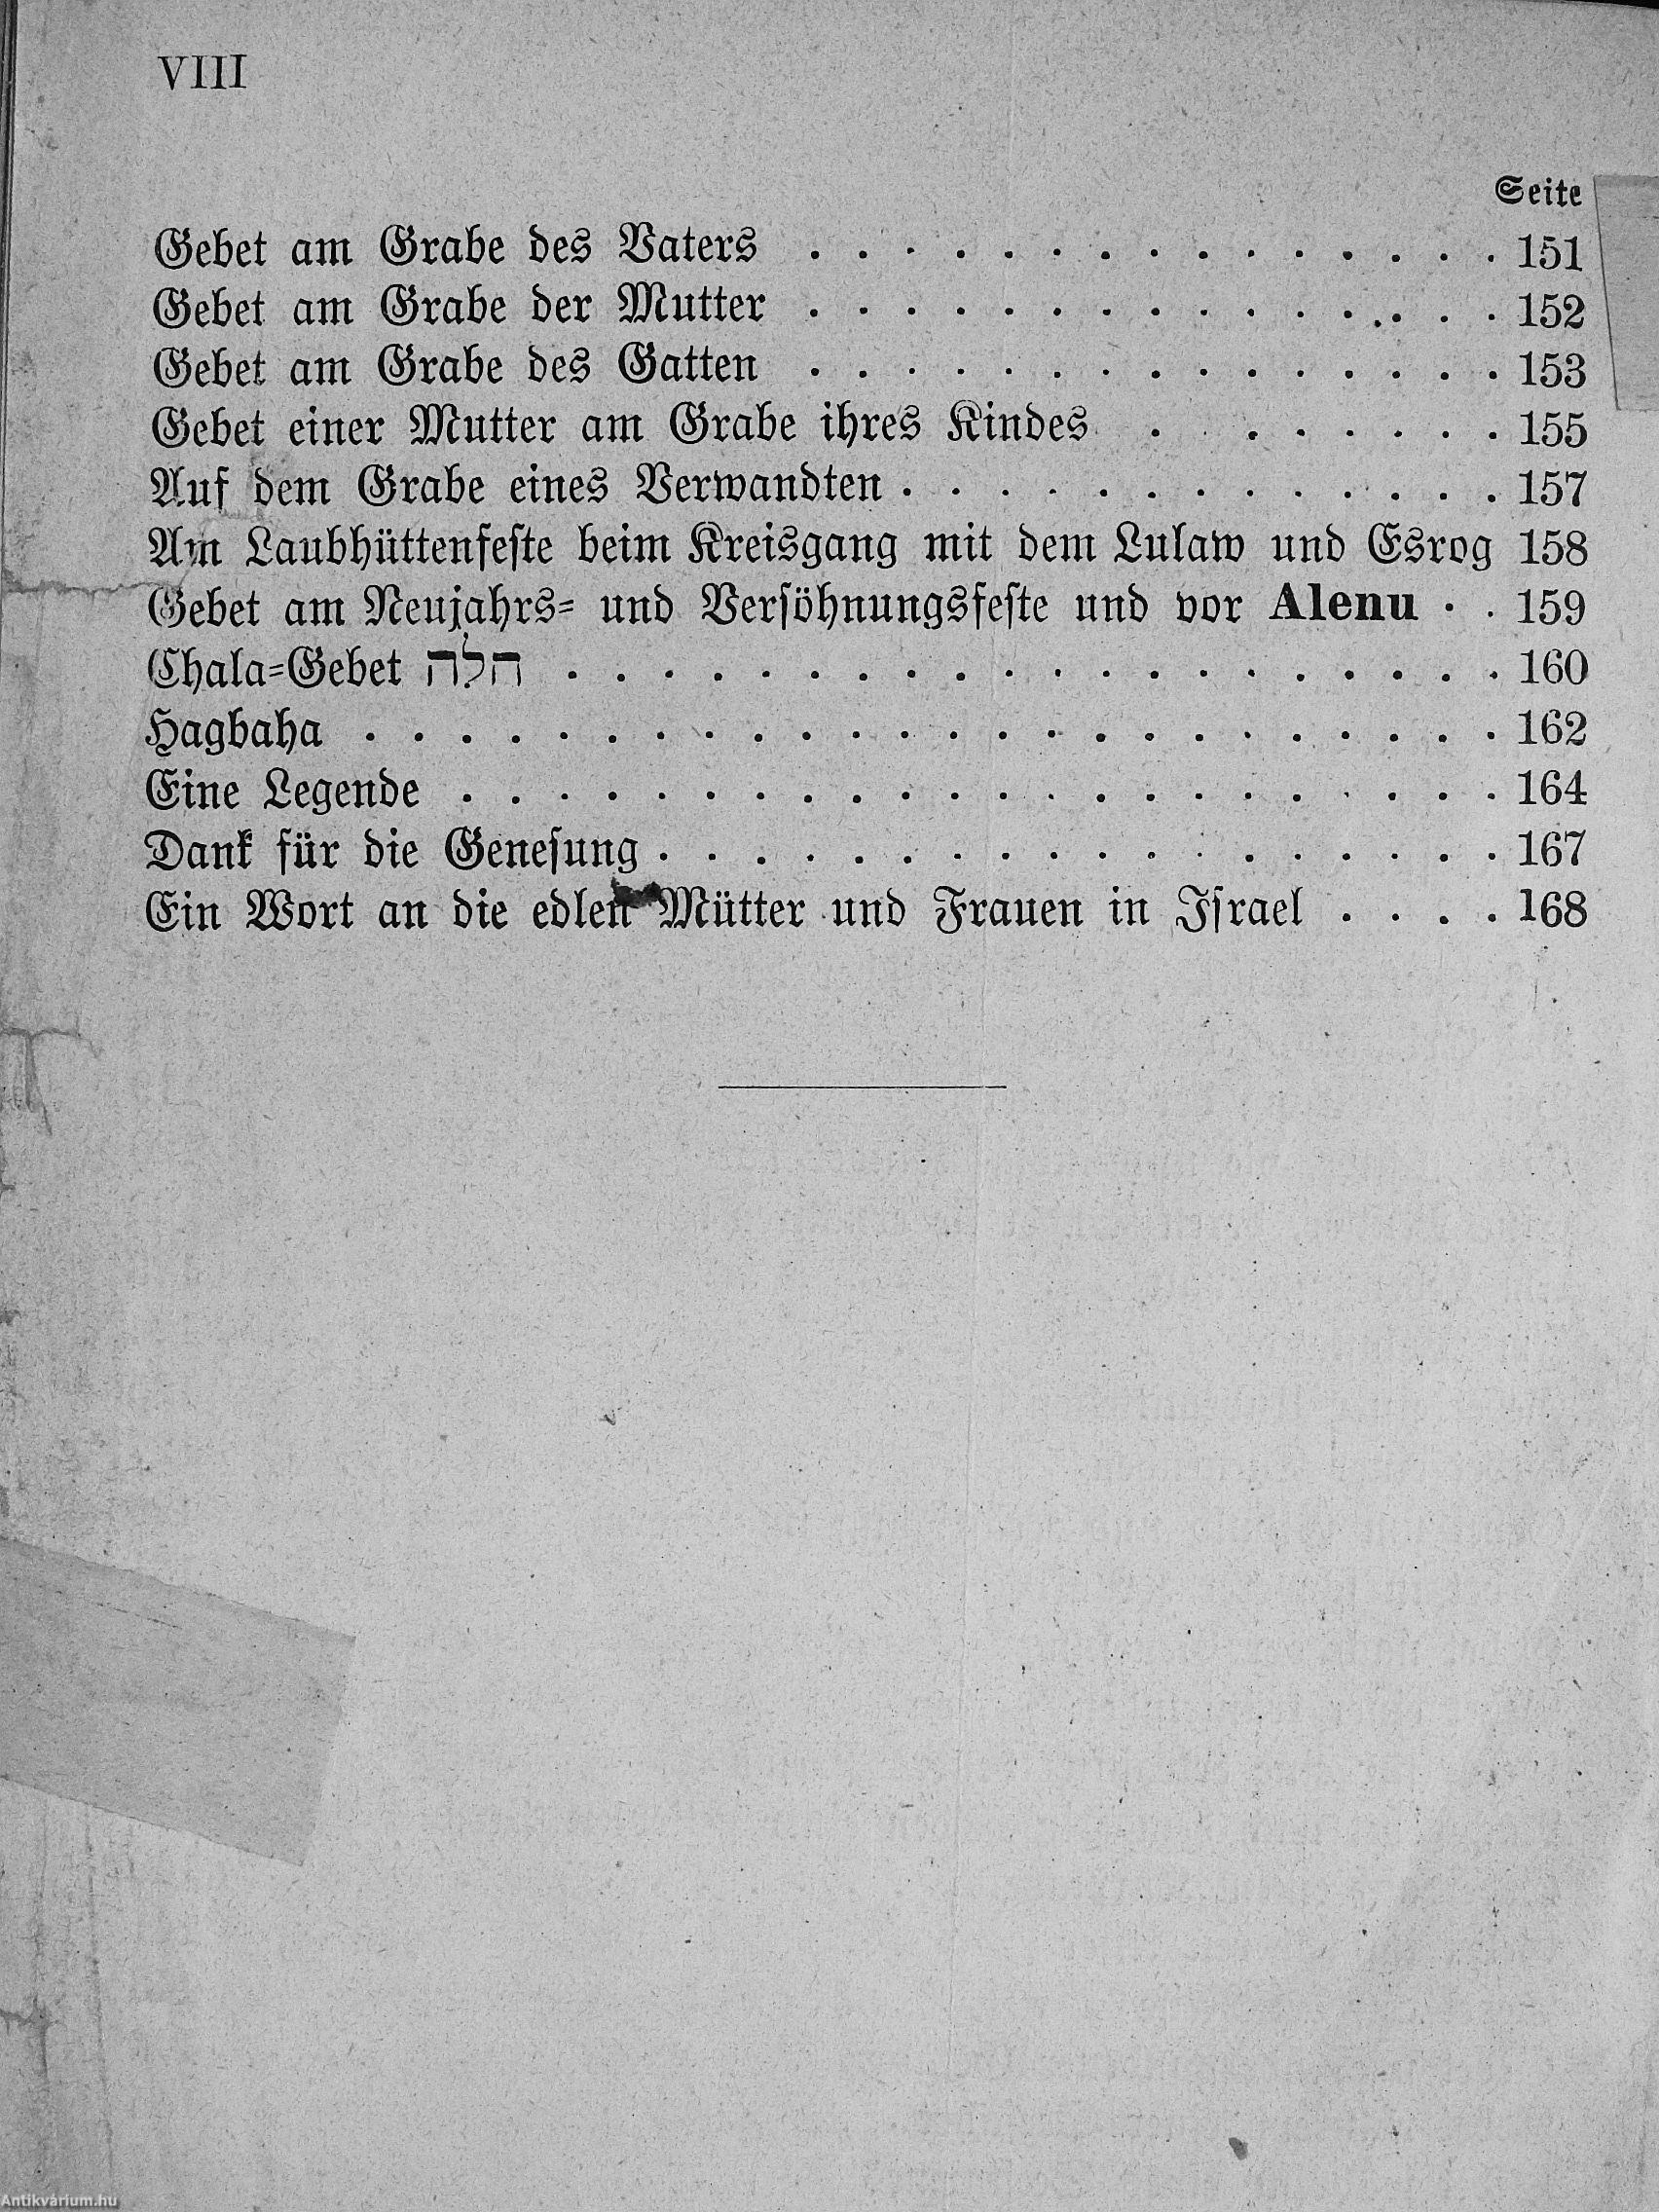 VIII
Seite
Gebet am Grabe des Vaters . . . . . . . . . . . . . . . 151
Gebet am Grabe der Mutter . . . . . . . . . . . . . . . 152
Gebet am Grabe des Gatten . . . . . . . . . . . . . . . 153
Gebet einer Mutter am Grabe ihres Kindes . . . . . . . 155
Auf dem Grabe eines Verwandten . . . . . . . . . . . . . 157
Am Laubhüttenfeſte beim Kreisgang mit dem Lulaw und Esrog 158
Gebet am Neujahrs= und Verſöhnungsfeſte und vor Alenu . . 159
Chala=Gebet חלה . . . . . . . . . . . . . . . . . . . . 160
Hagbaha . . . . . . . . . . . . . . . . . . . . . . . . 162
Eine Legende . . . . . . . . . . . . . . . . . . . . . . 164
Dank für die Geneſung . . . . . . . . . . . . . . . . . . 167
Ein Wort an die edlen Mütter und Frauen in Iſrael . . . . 168
Antikvárium.hu